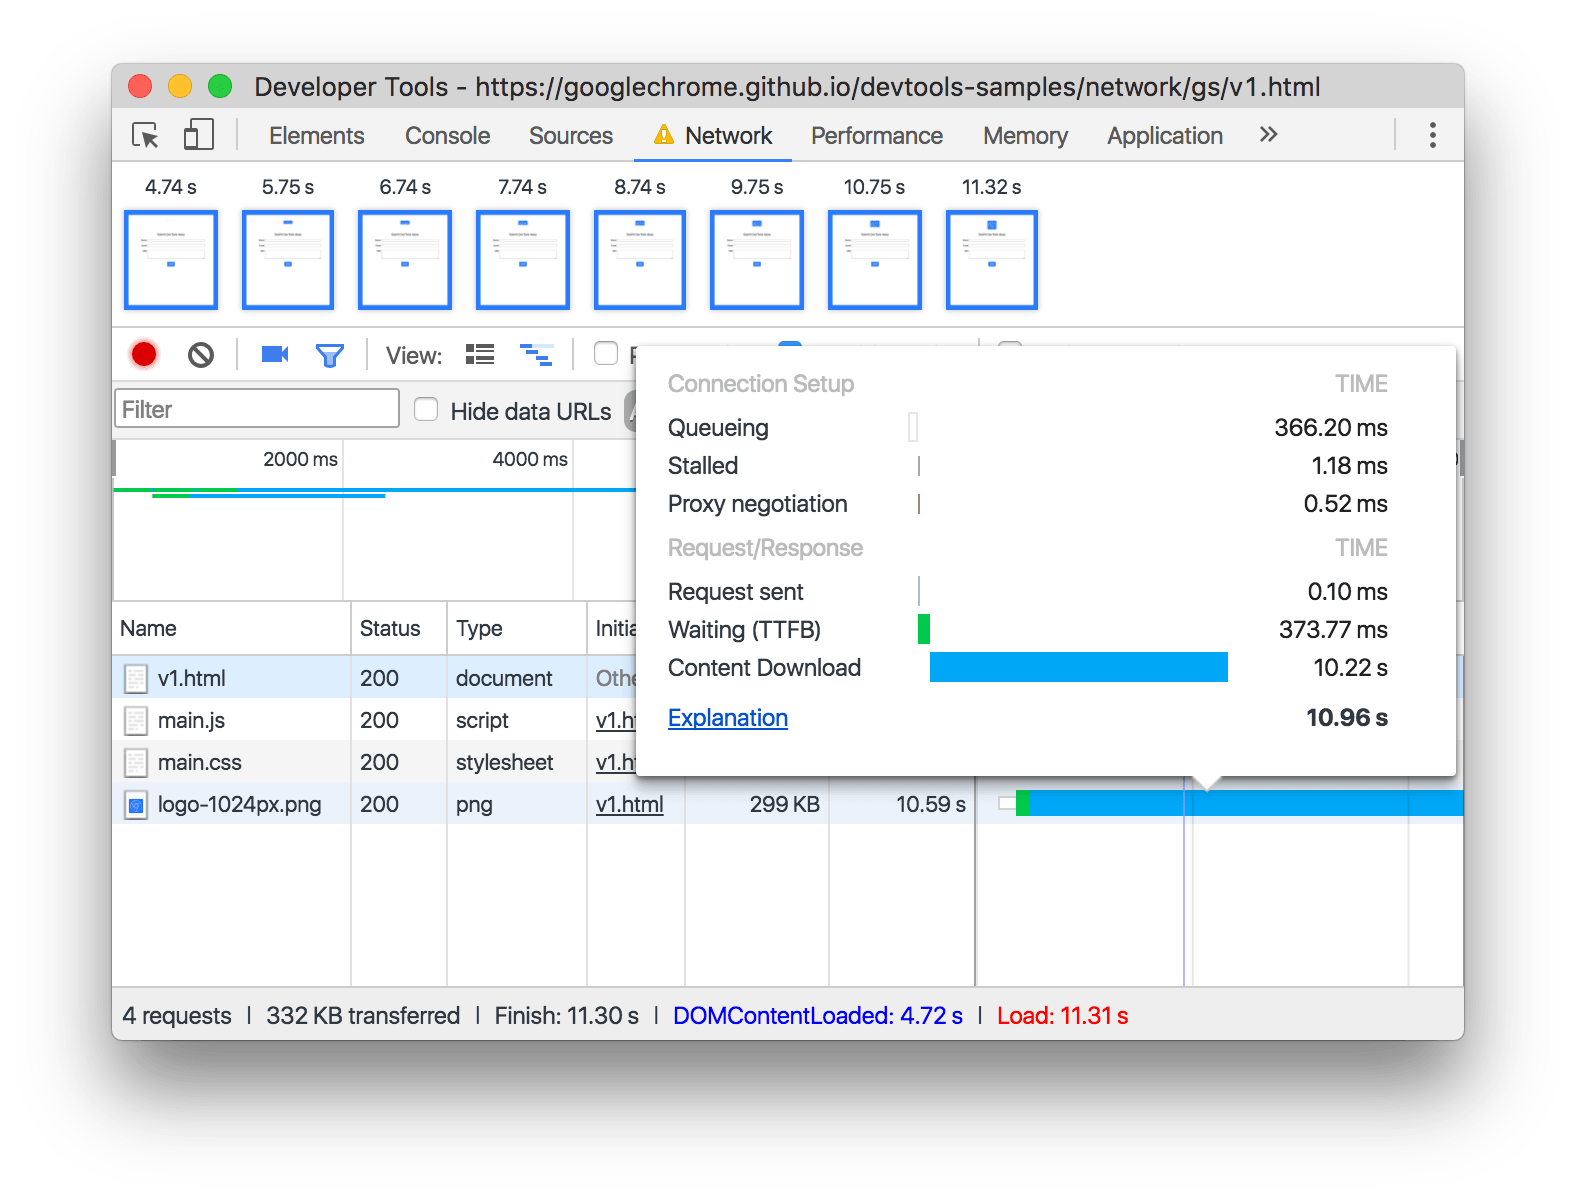 Developer Tools - https://googlechrome.github.io/devtools-samples/network/gs/v1.html
Elements Console Sources Network Performance Memory Application »
4.74 s 5.75 s 6.74 s 7.74 s 8.74 s 9.75 s 10.75 s 11.32 s
View:
Filter Hide data URLs
2000 ms 4000 ms
Connection Setup TIME
Queueing 366.20 ms
Stalled 1.18 ms
Proxy negotiation 0.52 ms
Request/Response TIME
Request sent 0.10 ms
Waiting (TTFB) 373.77 ms
Content Download 10.22 s
Explanation 10.96 s
Name Status Type Initia
v1.html 200 document Othe
main.js 200 script v1.h
main.css 200 stylesheet v1.h
logo-1024px.png 200 png v1.html 299 KB 10.59 s
4 requests | 332 KB transferred | Finish: 11.30 s | DOMContentLoaded: 4.72 s | Load: 11.31 s